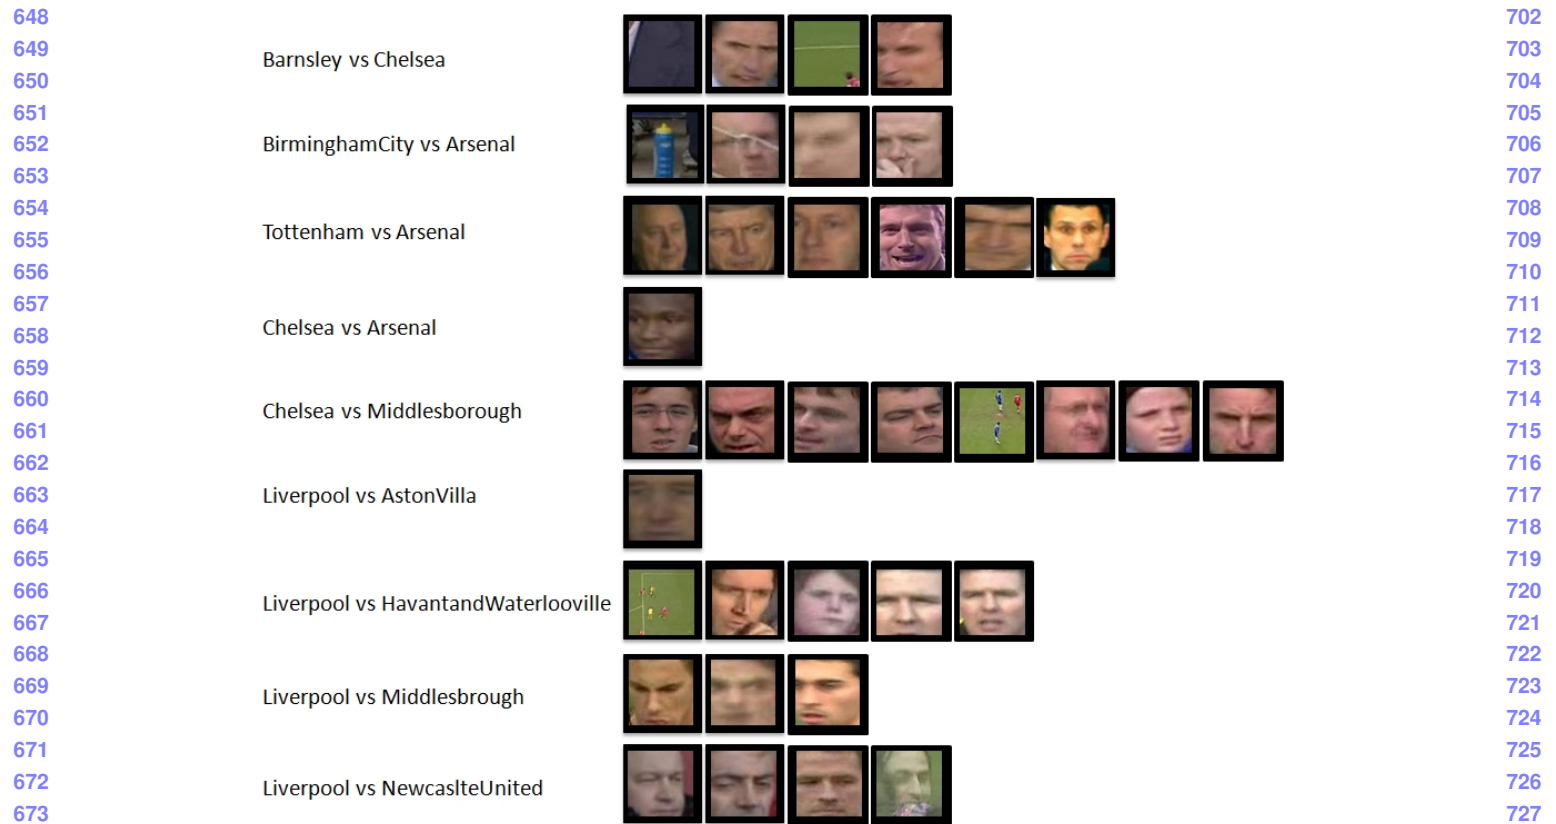 648 702
649 Barnsley vs Chelsea 703
650 704
651 705
652 BirminghamCity vs Arsenal 706
653 707
654 708
655 Tottenham vs Arsenal 709
656 710
657 711
658 Chelsea vs Arsenal 712
659 713
660 Chelsea vs Middlesborough 714
661 715
662 716
663 Liverpool vs AstonVilla 717
664 718
665 719
666 Liverpool vs HavantandWaterlooville 720
667 721
668 722
669 Liverpool vs Middlesbrough 723
670 724
671 725
672 Liverpool vs NewcaslteUnited 726
673 727